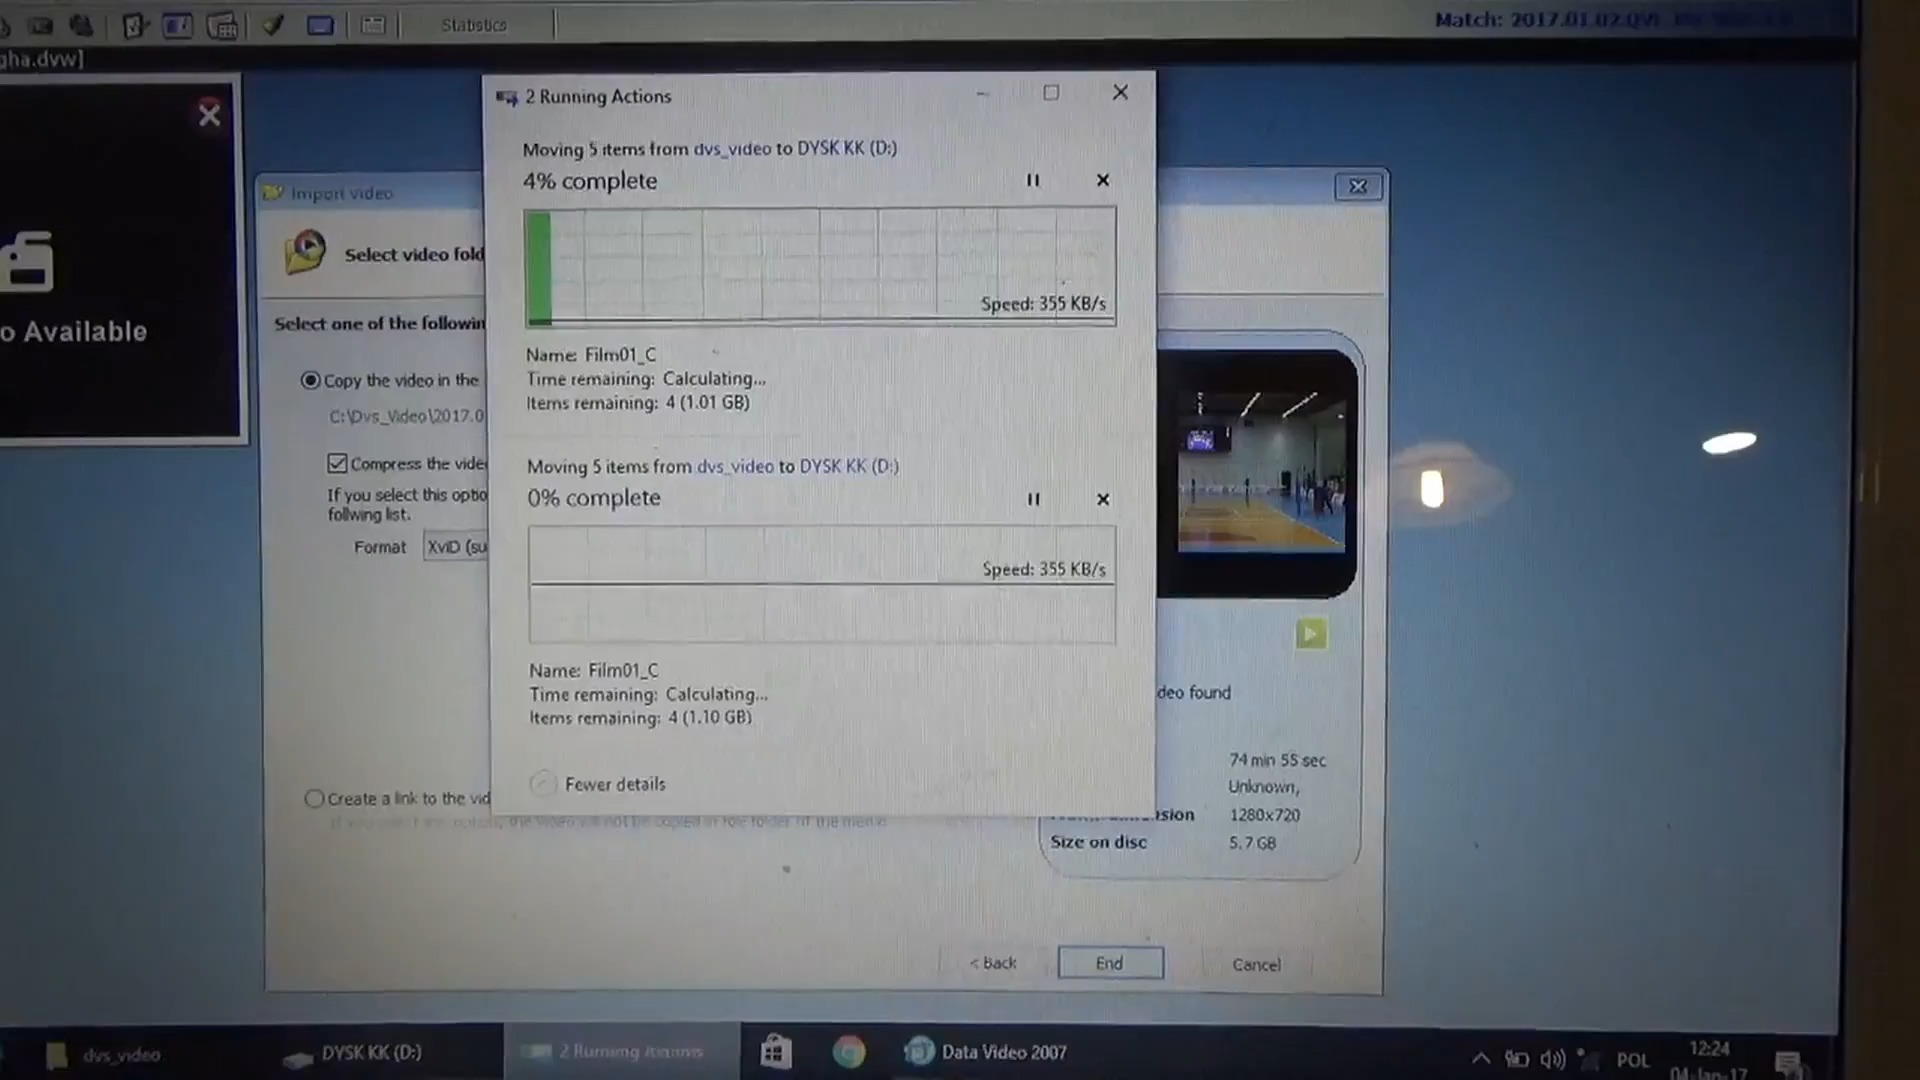 Statistics
Match: 2017.01.02.QVL
gha.dvw]
2 Running Actions
Moving 5 items from dvs_video to DYSK KK (D:)
4% complete
Speed: 355 KB/s
Name: Film01_C
Time remaining: Calculating...
Items remaining: 4 (1.01 GB)
Moving 5 items from dvs_video to DYSK KK (D:)
0% complete
Speed: 355 KB/s
Name: Film01_C
Time remaining: Calculating...
Items remaining: 4 (1.10 GB)
Fewer details
o Available
Import video
Select video fold
Select one of the followin
Copy the video in the
C:\Dvs_Video\2017.0
Compress the vide
If you select this optio
follwing list.
Format XviD (su
Create a link to the vid
deo found
74 min 55 sec
Unknown,
sion 1280x720
Size on disc 5.7 GB
< Back End Cancel
dvs_video DYSK KK (D:) 2 Running Actions Data Video 2007 POL 12:24
04-Jan-17